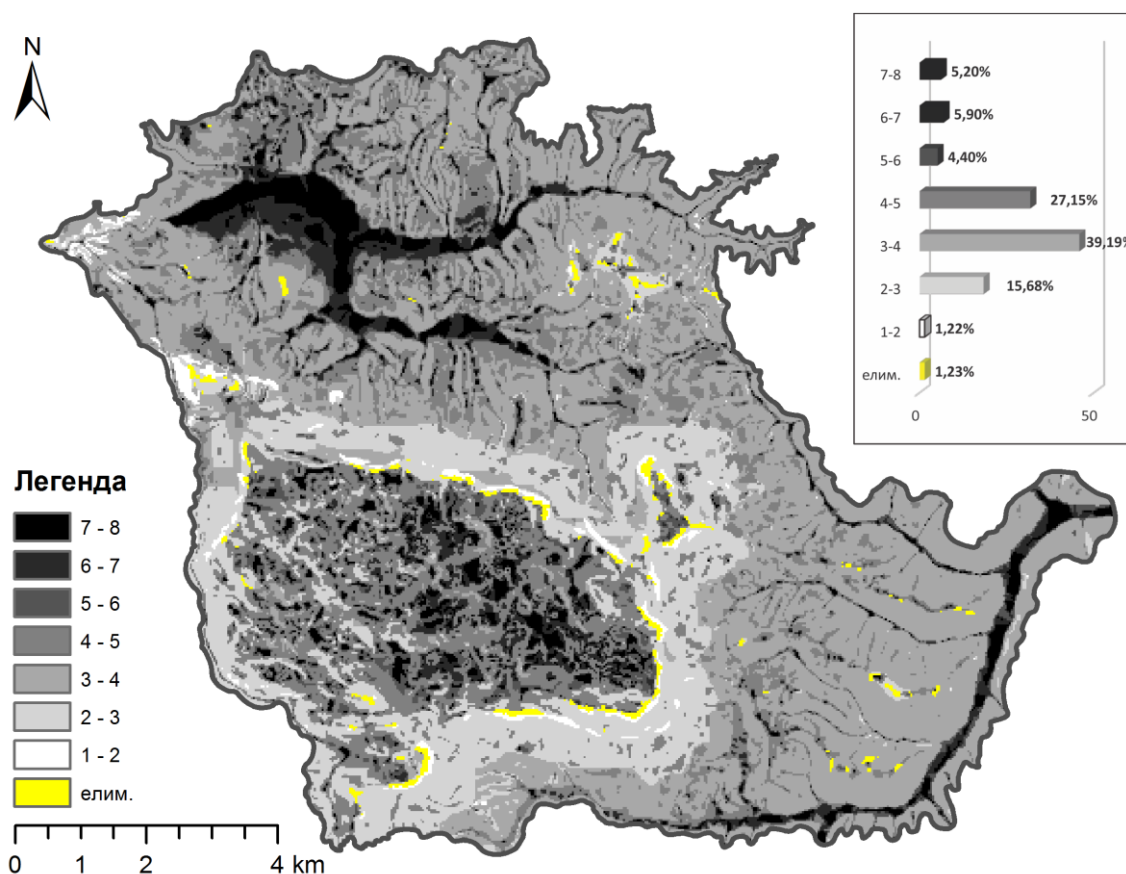 N
7-8 5,20%
6-7 5,90%
5-6 4,40%
4-5 27,15%
3-4 39,19%
2-3 15,68%
1-2 1,22%
елим. 1,23%
0 50
Легенда
7 - 8
6 - 7
5 - 6
4 - 5
3 - 4
2 - 3
1 - 2
елим.
0 1 2 4 km